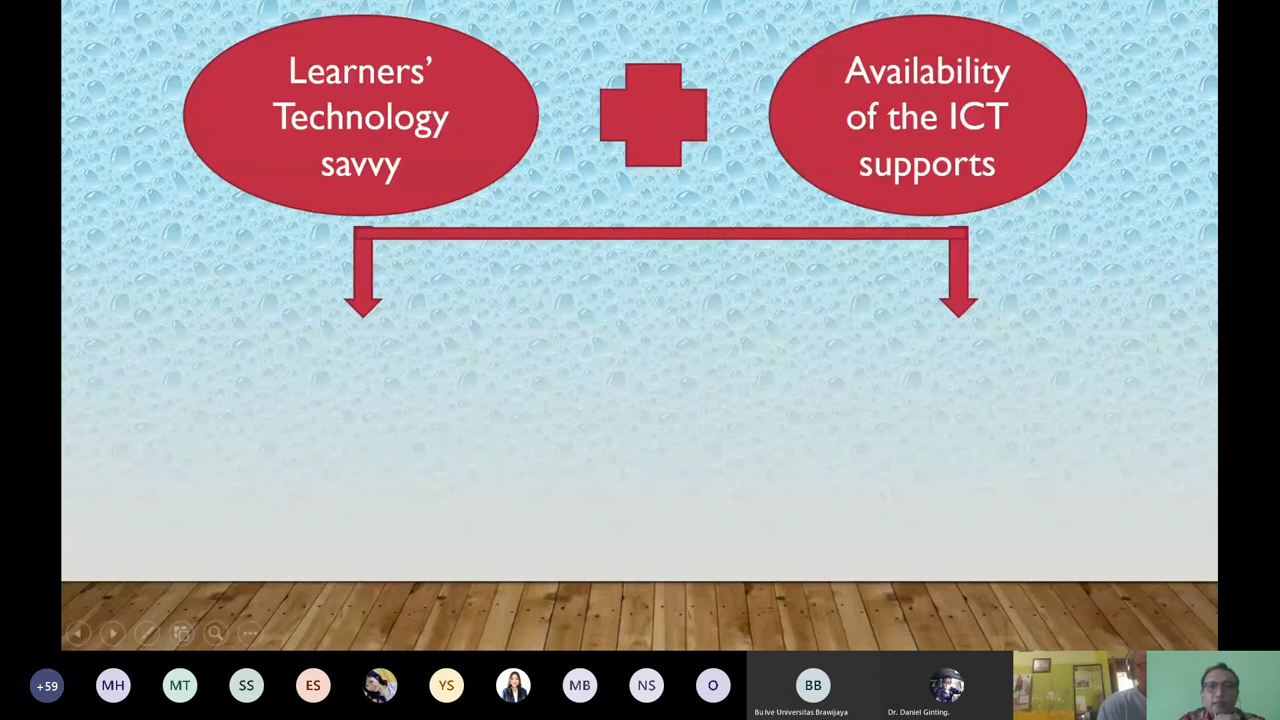 Learners’
Technology
savvy
Availability
of the ICT
supports
+59
MH
MT
SS
ES
YS
MB
NS
O
BB
Bu Ive Universitas Brawijaya
Dr. Daniel Ginting.